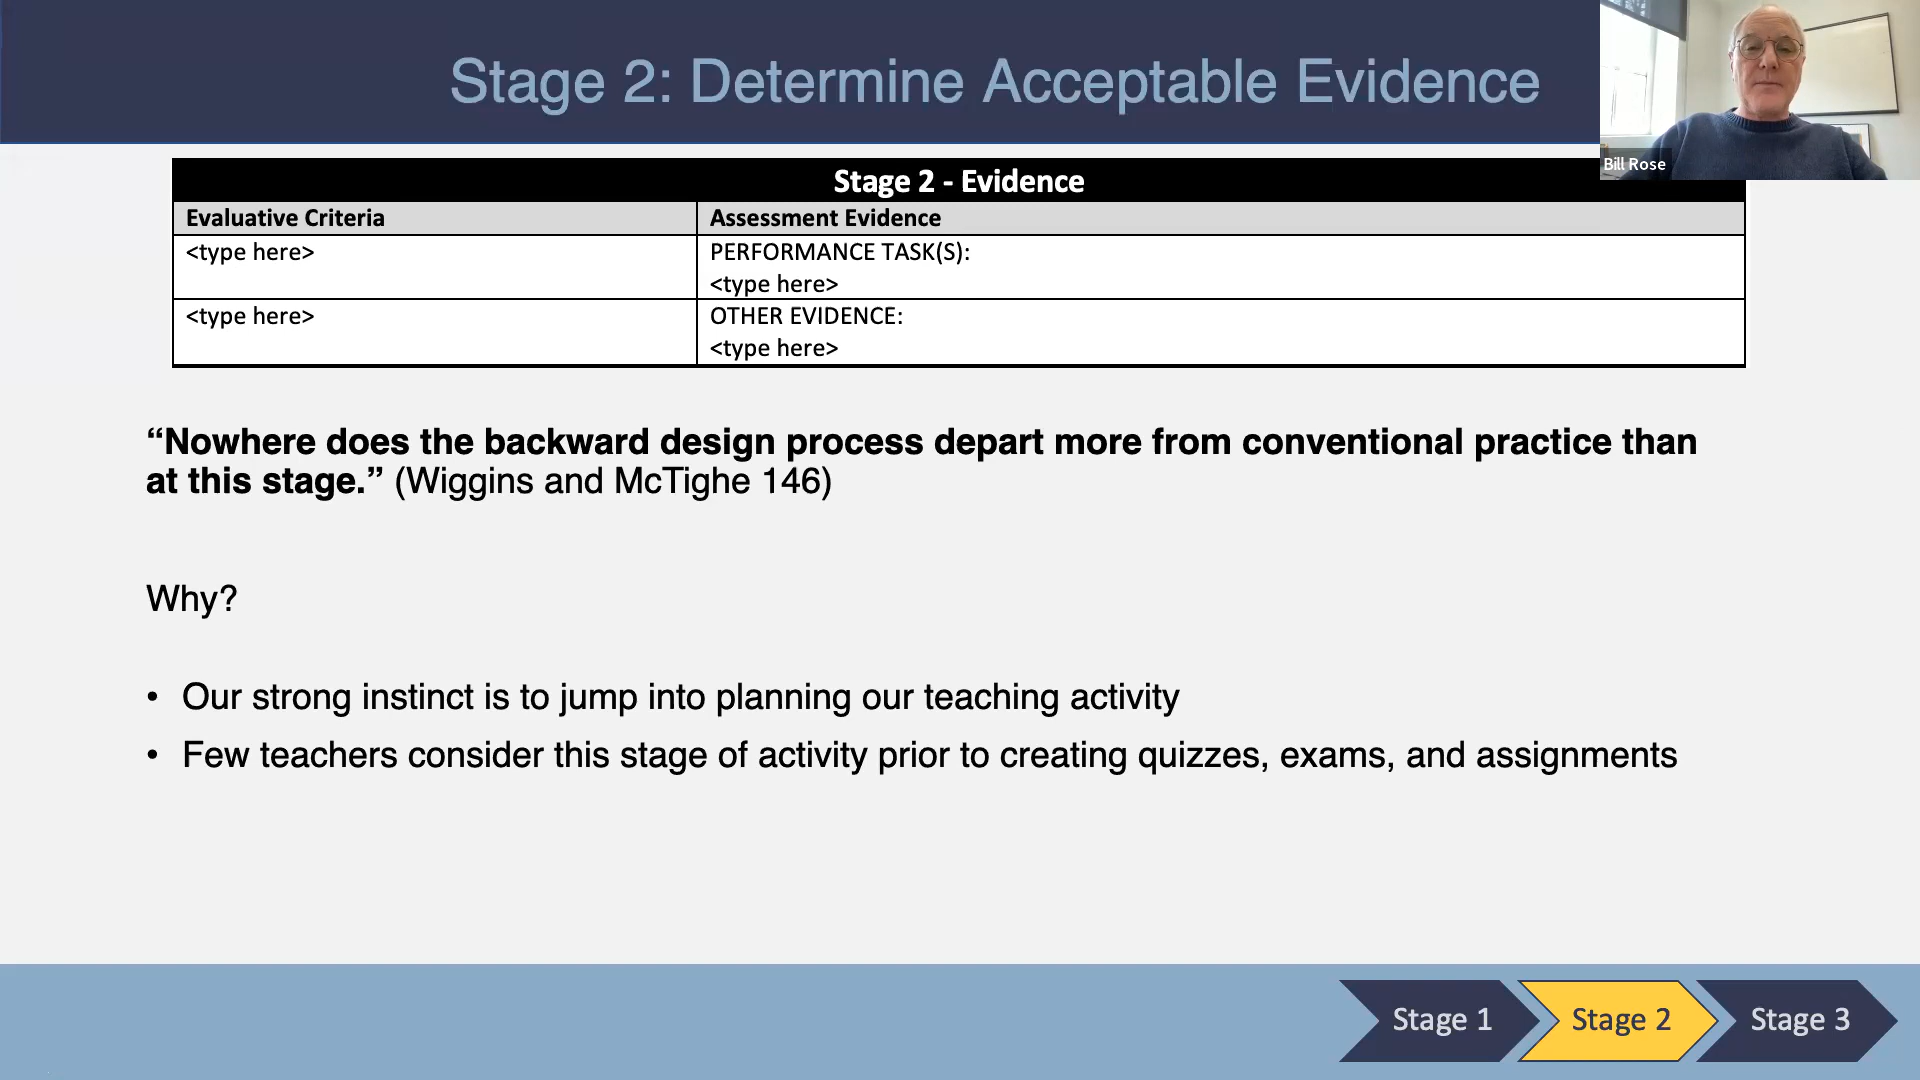 Stage 2: Determine Acceptable Evidence
Bill Rose
Stage 2 - Evidence
Evaluative Criteria
Assessment Evidence
<type here>
PERFORMANCE TASK(S):
<type here>
<type here>
OTHER EVIDENCE:
<type here>
“Nowhere does the backward design process depart more from conventional practice than
at this stage.” (Wiggins and McTighe 146)
Why?
• Our strong instinct is to jump into planning our teaching activity
• Few teachers consider this stage of activity prior to creating quizzes, exams, and assignments
Stage 1
Stage 2
Stage 3